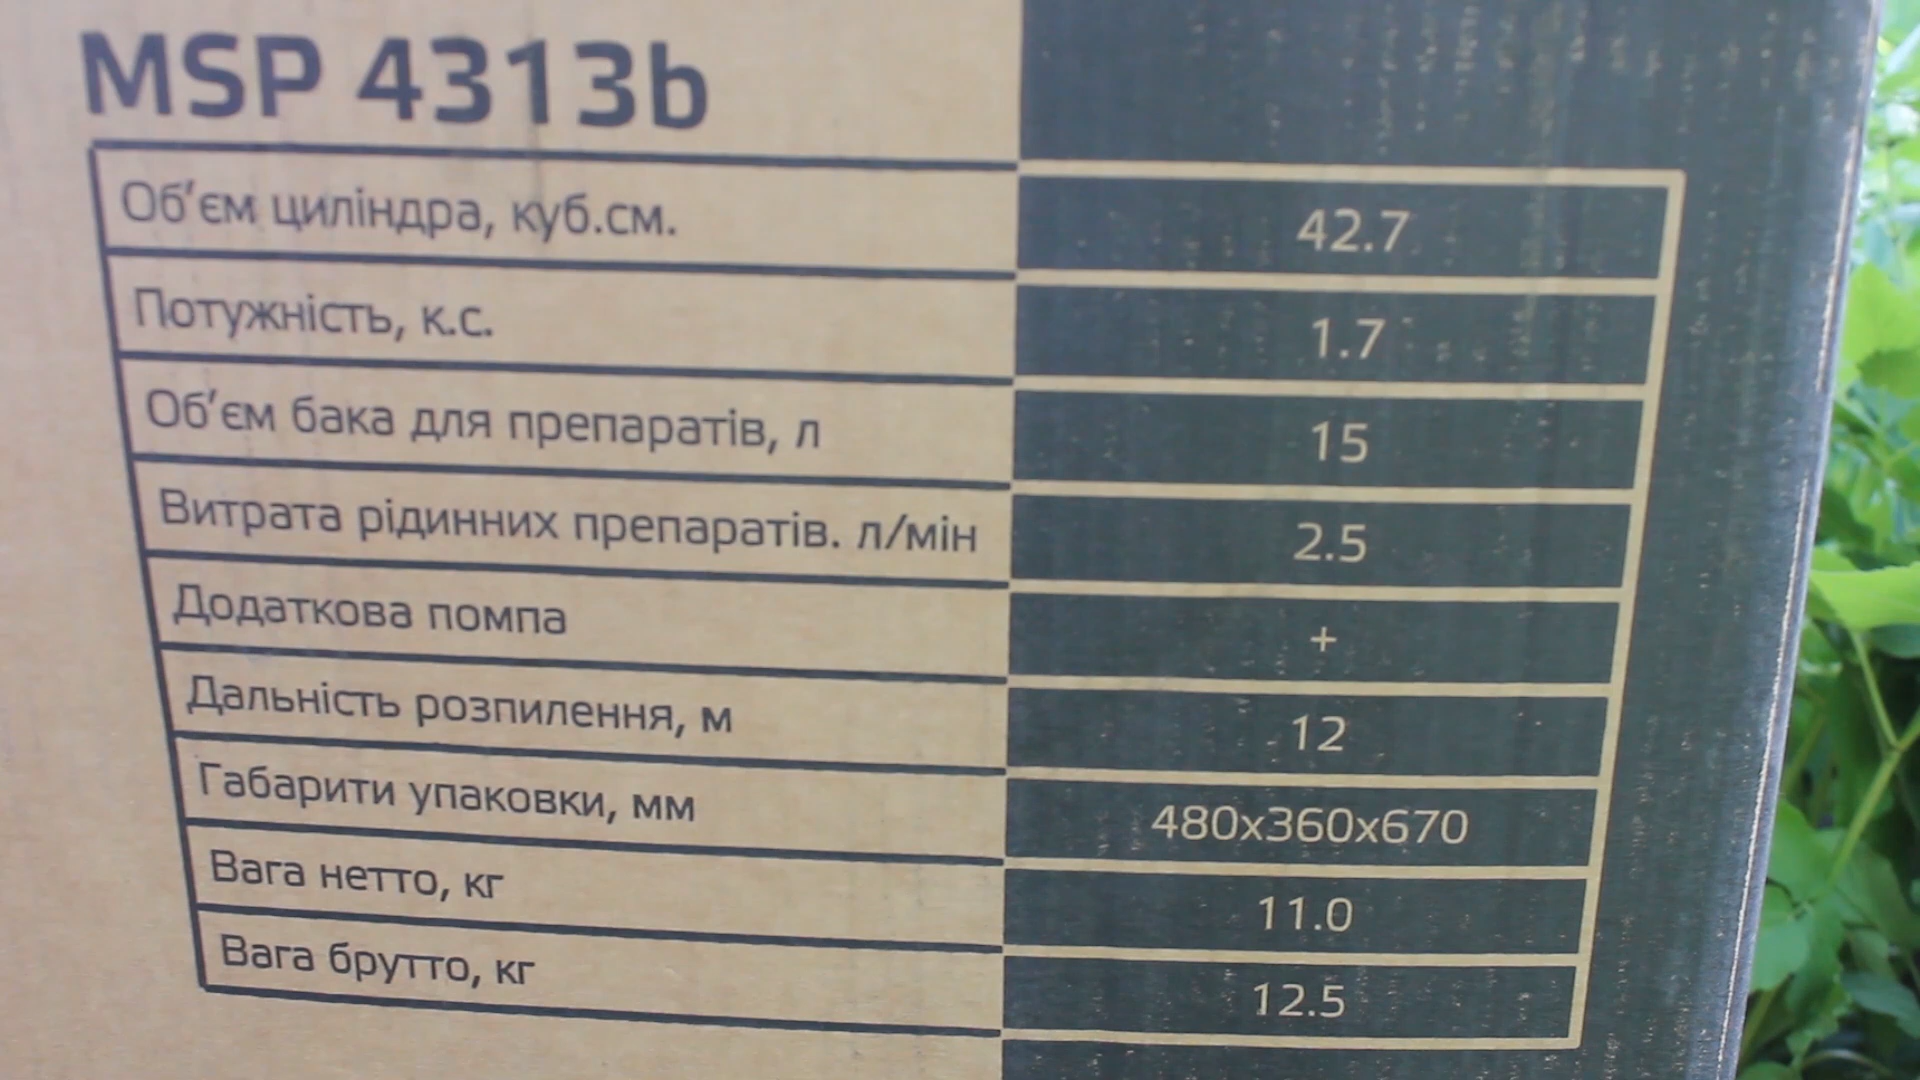 MSP 4313b
Об'єм циліндра, куб.см. 42.7
Потужність, к.с. 1.7
Об'єм бака для препаратів, л 15
Витрата рідинних препаратів. л/мін 2.5
Додаткова помпа +
Дальність розпилення, м 12
Габарити упаковки, мм 480x360x670
Вага нетто, кг 11.0
Вага брутто, кг 12.5